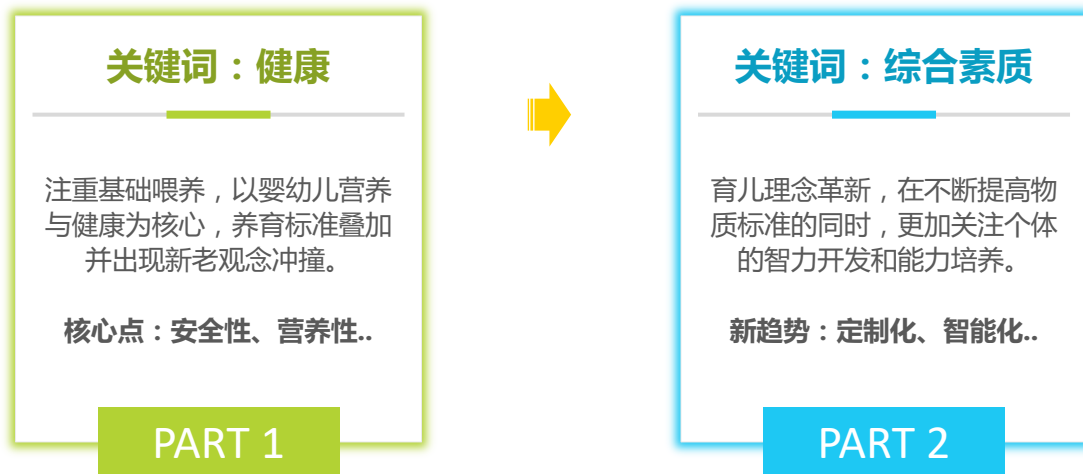 关键词：健康
注重基础喂养，以婴幼儿营养
与健康为核心，养育标准叠加
并出现新老观念冲撞。
核心点：安全性、营养性..
PART 1
关键词：综合素质
育儿理念革新，在不断提高物
质标准的同时，更加关注个体
的智力开发和能力培养。
新趋势：定制化、智能化..
PART 2